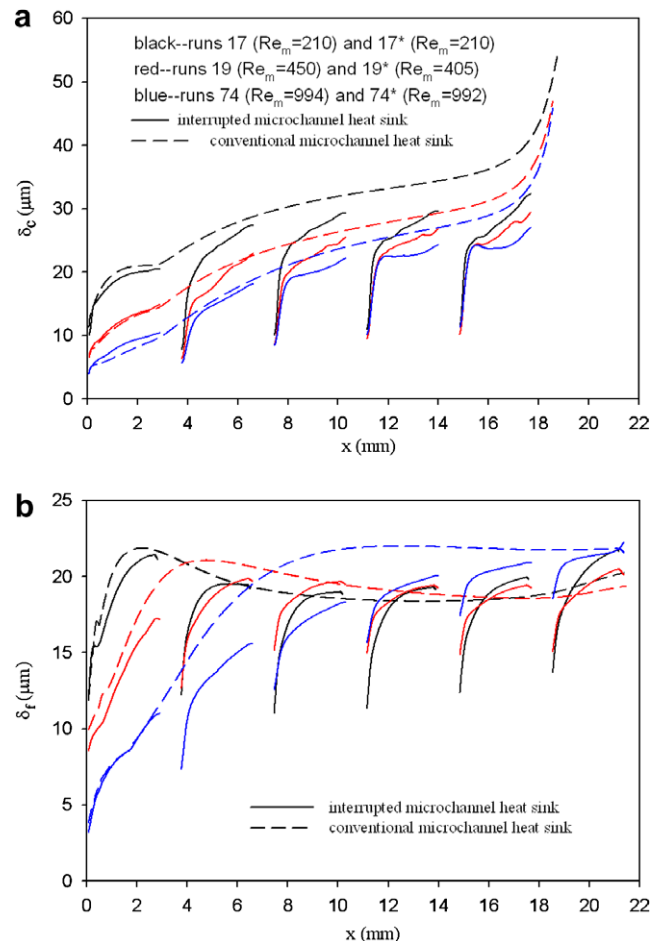 a
60
50
40
30
20
10
0
δc (μm)
black--runs 17 (Rem=210) and 17* (Rem=210)
red--runs 19 (Rem=450) and 19* (Rem=405)
blue--runs 74 (Rem=994) and 74* (Rem=992)
interrupted microchannel heat sink
conventional microchannel heat sink
0 2 4 6 8 10 12 14 16 18 20 22
x (mm)
b
25
20
15
10
5
0
δf (μm)
interrupted microchannel heat sink
conventional microchannel heat sink
0 2 4 6 8 10 12 14 16 18 20 22
x (mm)